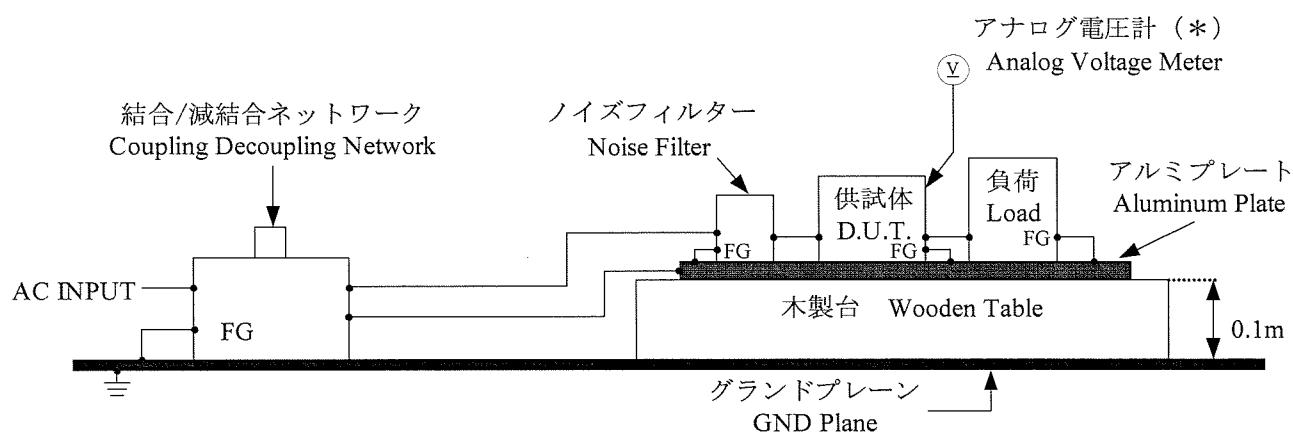 アナログ電圧計（＊）
Analog Voltage Meter
V
結合/減結合ネットワーク
Coupling Decoupling Network
ノイズフィルター
Noise Filter
供試体
D.U.T.
負荷
Load
アルミプレート
Aluminum Plate
FG
FG
FG
AC INPUT
FG
木製台 Wooden Table
0.1m
グランドプレーン
GND Plane